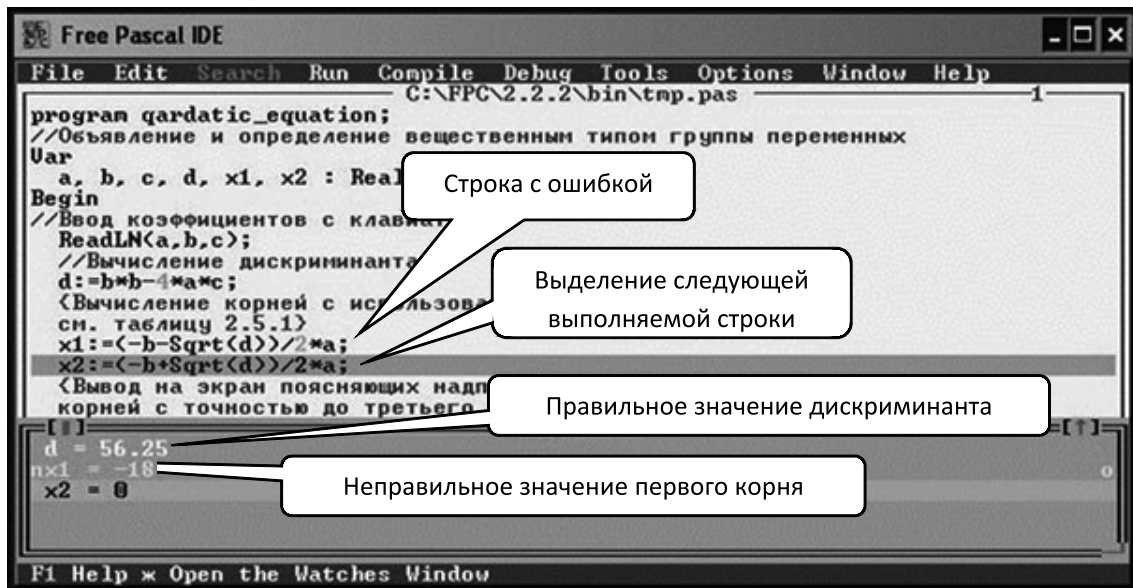 Free Pascal IDE
File Edit Search Run Compile Debug Tools Options Window Help
C:\FPC\2.2.2\bin\tmp.pas 1
program qardatic_equation;
//Объявление и определение вещественным типом группы переменных
Var
a, b, c, d, x1, x2 : Real
Строка с ошибкой
Begin
//Ввод коэффициентов с
ReadLN(a,b,c);
//Вычисление дискриминанта
d:=b*b-4*a*c;
Выделение следующей
выполняемой строки
{Вычисление корней с
см. таблицу 2.5.1}
x1:=(-b-Sqrt(d))/2*a;
x2:=(-b+Sqrt(d))/2*a;
{Вывод на экран поясняющих
корней с точностью до третьего
Правильное значение дискриминанта
[ ] [↑]
d = 56.25
nx1 = -18 o
x2 = 0
Неправильное значение первого корня
F1 Help ж Open the Watches Window